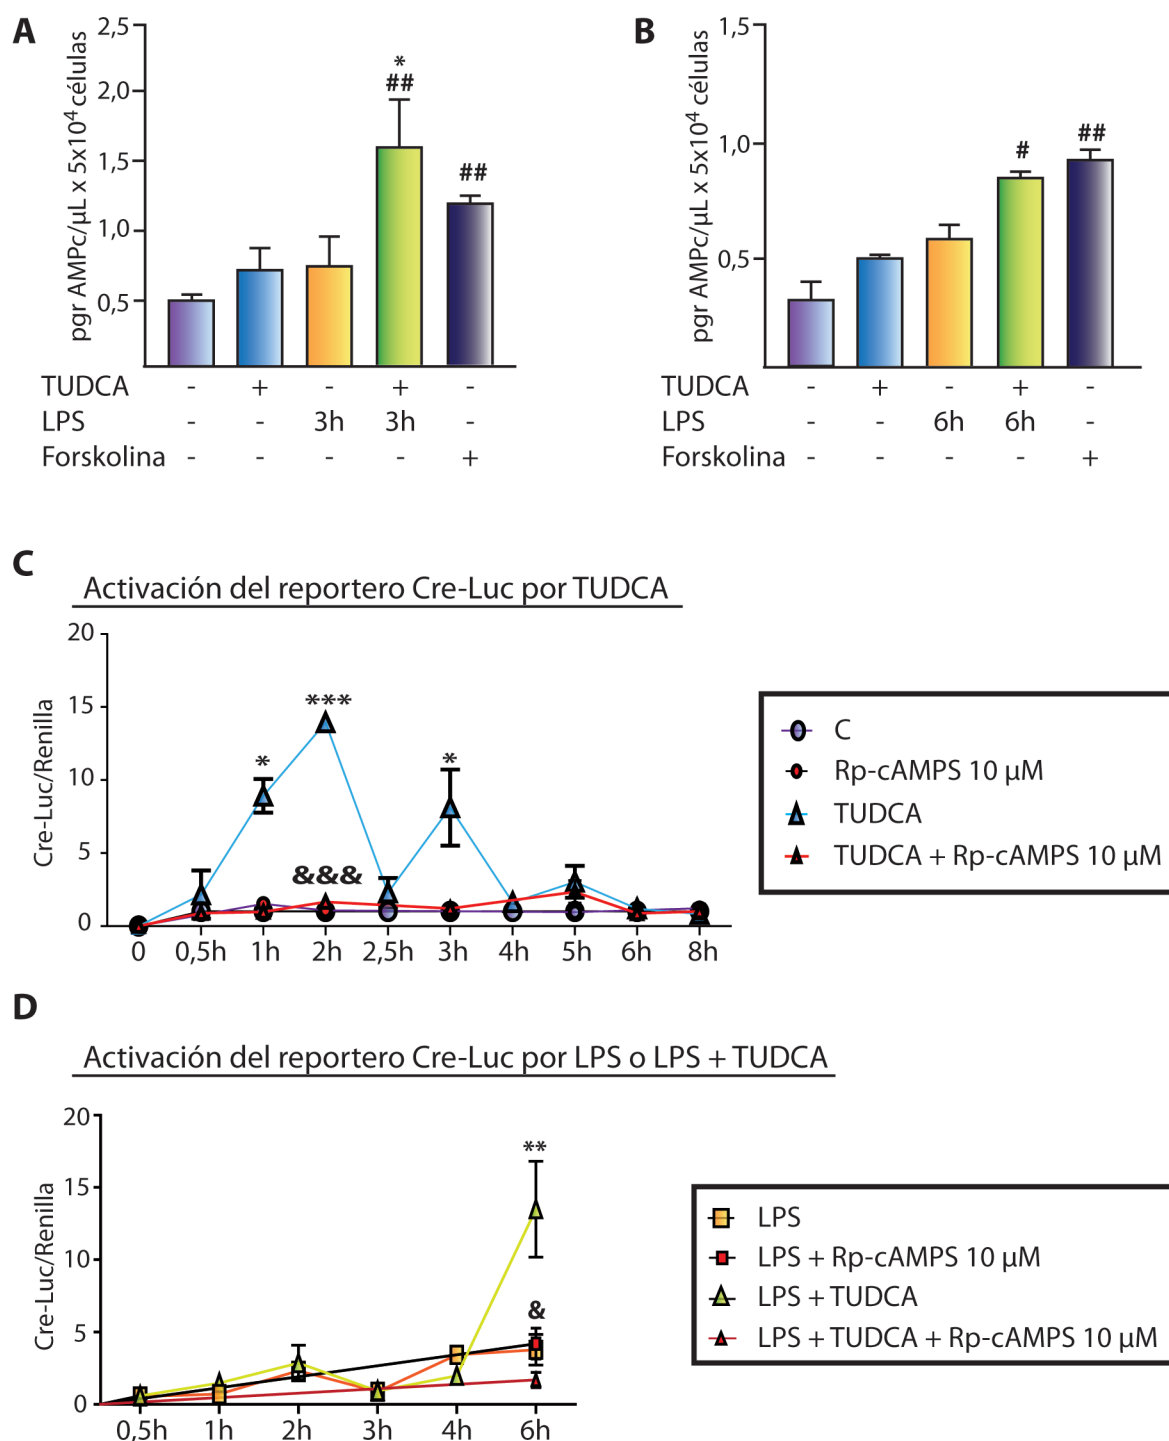 A
pgr AMPc/µL x 5x10⁴ células
2,5
2,0
1,5
1,0
0,5
*
##
##
TUDCA - + - + -
LPS - - 3h 3h -
Forskolina - - - - +
B
pgr AMPc/µL x 5x10⁴ células
1,5
1,0
0,5
#
##
TUDCA - + - + -
LPS - - 6h 6h -
Forskolina - - - - +
C
Activación del reportero Cre-Luc por TUDCA
Cre-Luc/Renilla
20
15
10
5
0
*
***
*
&&&
0 0,5h 1h 2h 2,5h 3h 4h 5h 6h 8h
C
Rp-cAMPS 10 µM
TUDCA
TUDCA + Rp-cAMPS 10 µM
D
Activación del reportero Cre-Luc por LPS o LPS + TUDCA
Cre-Luc/Renilla
20
15
10
5
0
**
&
0,5h 1h 2h 3h 4h 6h
LPS
LPS + Rp-cAMPS 10 µM
LPS + TUDCA
LPS + TUDCA + Rp-cAMPS 10 µM